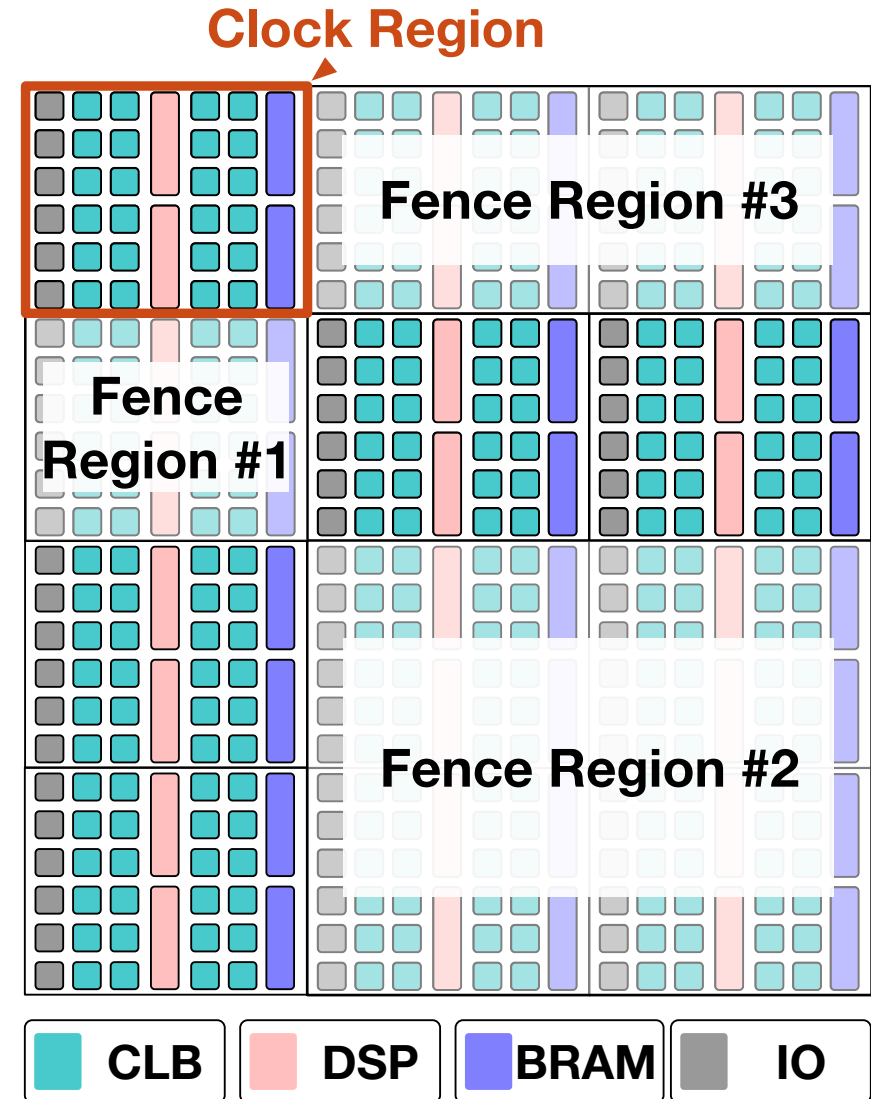 Clock Region
Fence Region #3
Fence
Region #1
Fence Region #2
CLB DSP BRAM IO